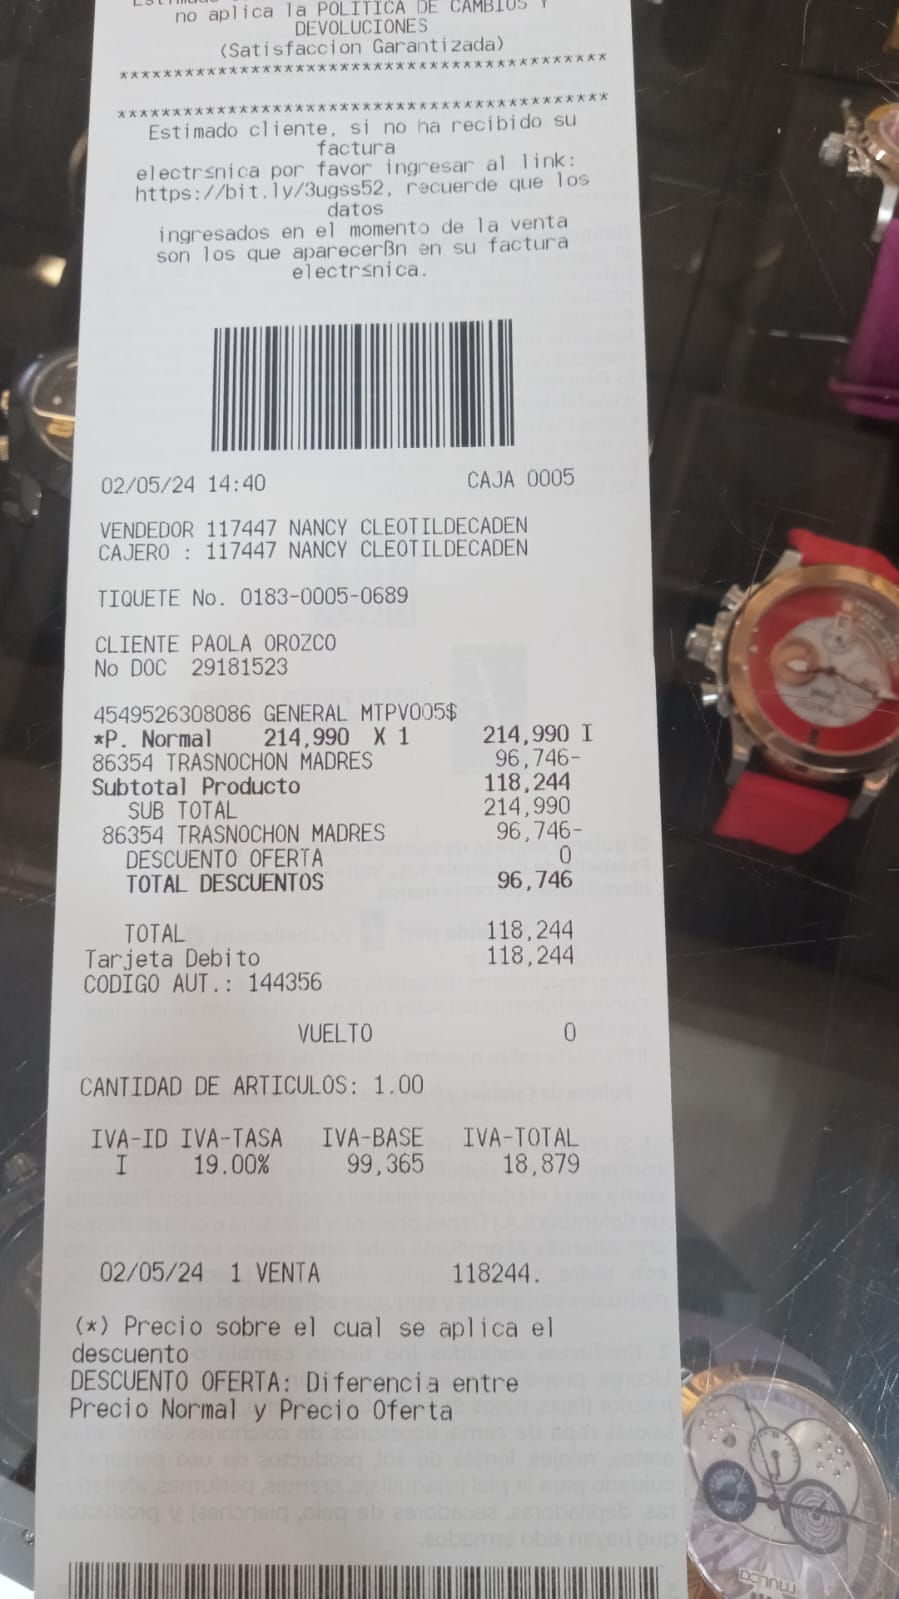 no aplica la POLITICA DE CAMBIOS Y
DEVOLUCIONES
(Satisfaccion Garantizada)
*********************************************
*********************************************
Estimado cliente, si no ha recibido su
factura
electr≤nica por favor ingresar al link:
https://bit.ly/3ugss52, recuerde que los
datos
ingresados en el momento de la venta
son los que aparecerßn en su factura
electr≤nica.
02/05/24 14:40 CAJA 0005
VENDEDOR 117447 NANCY CLEOTILDECADEN
CAJERO : 117447 NANCY CLEOTILDECADEN
TIQUETE No. 0183-0005-0689
CLIENTE PAOLA OROZCO
No DOC 29181523
4549526308086 GENERAL MTPV005$
*P. Normal 214,990 X 1 214,990 I
86354 TRASNOCHON MADRES 96,746-
Subtotal Producto 118,244
SUB TOTAL 214,990
86354 TRASNOCHON MADRES 96,746-
DESCUENTO OFERTA 0
TOTAL DESCUENTOS 96,746
TOTAL 118,244
Tarjeta Debito 118,244
CODIGO AUT.: 144356
VUELTO 0
CANTIDAD DE ARTICULOS: 1.00
IVA-ID IVA-TASA IVA-BASE IVA-TOTAL
I 19.00% 99,365 18,879
02/05/24 1 VENTA 118244.
(*) Precio sobre el cual se aplica el
descuento
DESCUENTO OFERTA: Diferencia entre
Precio Normal y Precio Oferta